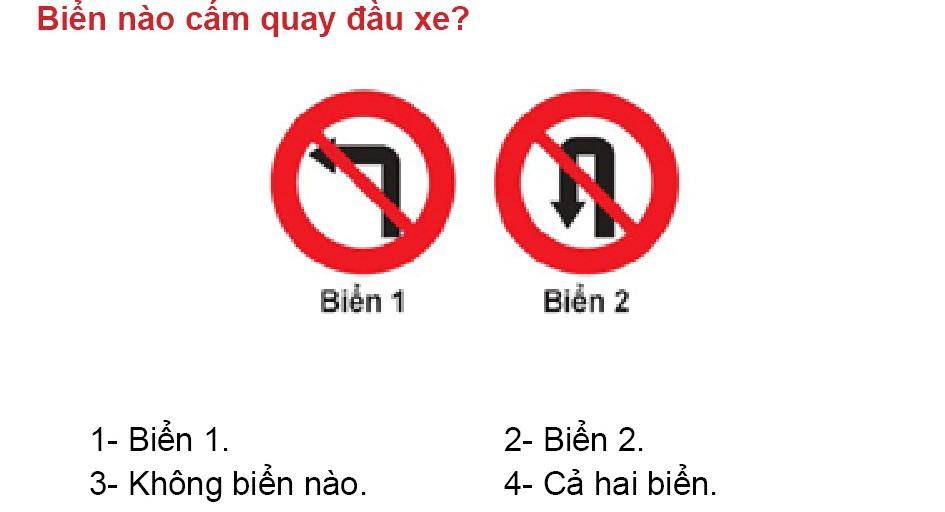 Biển nào cấm quay đầu xe?
Biển 1
Biển 2
1- Biển 1.
2- Biển 2.
3- Không biển nào.
4- Cả hai biển.